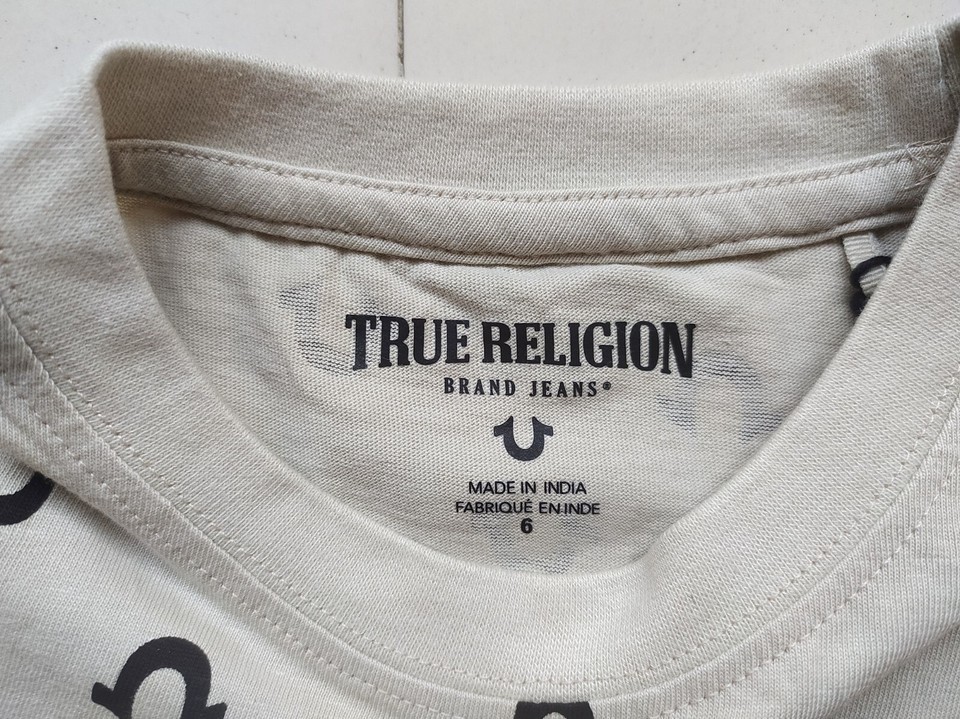 TRUE RELIGION
BRAND JEANS®
MADE IN INDIA
FABRIQUÉ EN INDE
6